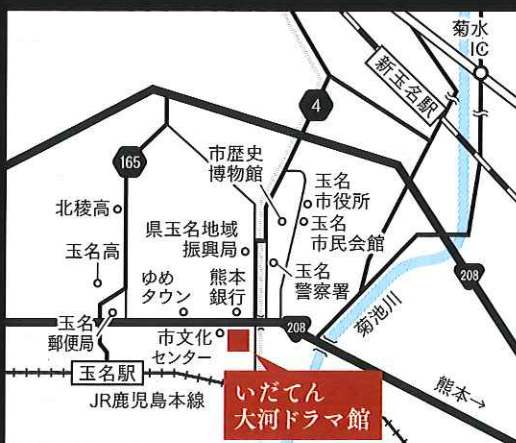 菊水
IC
新玉名駅
4
165
市歴史
博物館
玉名
市役所
北稜高
玉名
市民会館
県玉名地域
振興局
玉名高
玉名
警察署
ゆめ
タウン
熊本
銀行
208
菊池川
玉名
郵便局
市文化
センター
208
玉名駅
いだてん
大河ドラマ館
熊本→
JR鹿児島本線